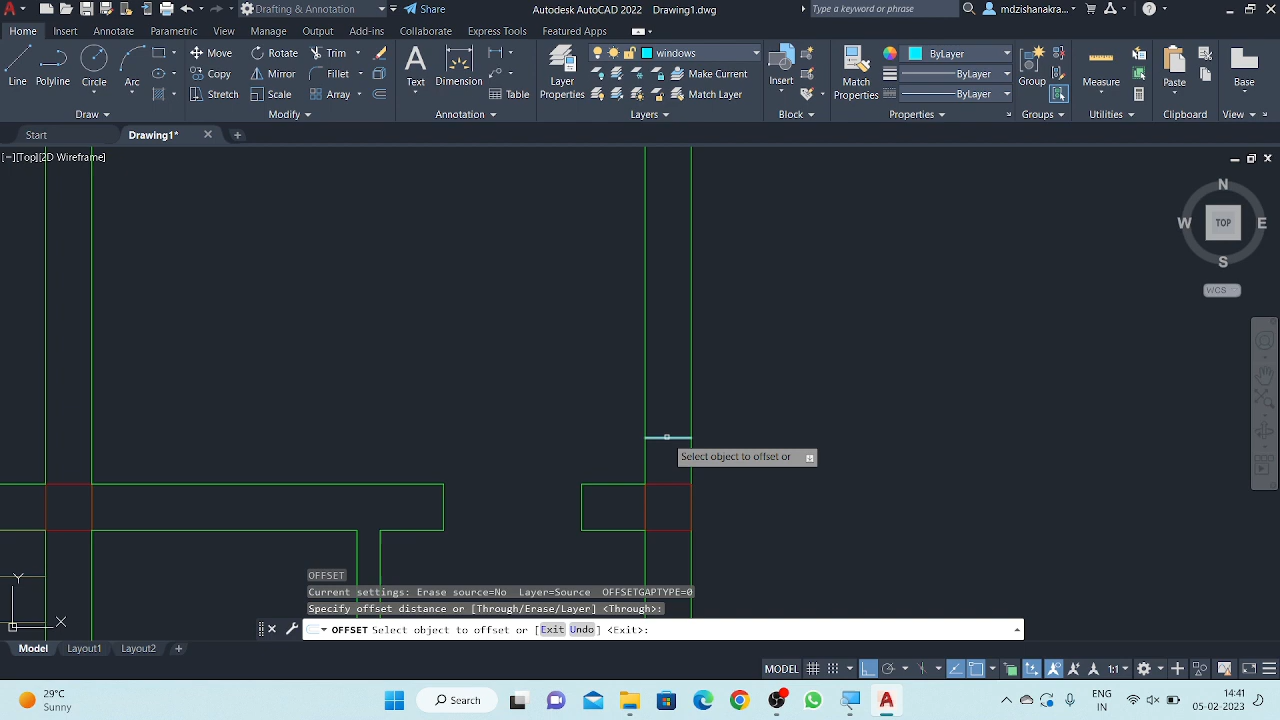 Drafting & Annotation
Share
Autodesk AutoCAD 2022 Drawing1.dwg
Type a keyword or phrase
mdzishanakra...
Home Insert Annotate Parametric View Manage Output Add-ins Collaborate Express Tools Featured Apps
Line Polyline Circle Arc
Move Rotate Trim
Copy Mirror Fillet
Stretch Scale Array
Text Dimension
Table
Layer Properties
windows
Make Current
Match Layer
Insert
Match Properties
ByLayer
ByLayer
ByLayer
Group
Measure
Paste
Base
Draw Modify Annotation Layers Block Properties Groups Utilities Clipboard View
Start Drawing1*
[−][Top][2D Wireframe]
N
W TOP E
S
WCS
Select object to offset or
Y
X
OFFSET
Current settings: Erase source=No Layer=Source OFFSETGAPTYPE=0
Specify offset distance or [Through/Erase/Layer] <Through>:
OFFSET Select object to offset or [Exit Undo] <Exit>:
Model Layout1 Layout2
MODEL 1:1
29°C
Sunny
Search
ENG
IN
14:41
05-02-2023